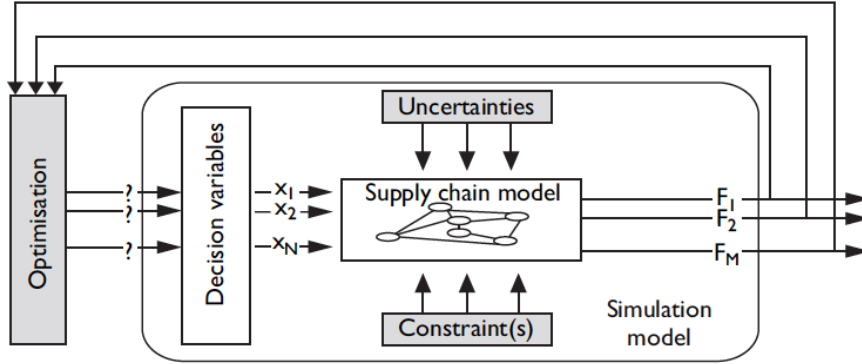 Uncertainties
Optimisation
?
?
?
Decision variables
x1
x2
xN
Supply chain model
F1
F2
FM
Constraint(s)
Simulation
model